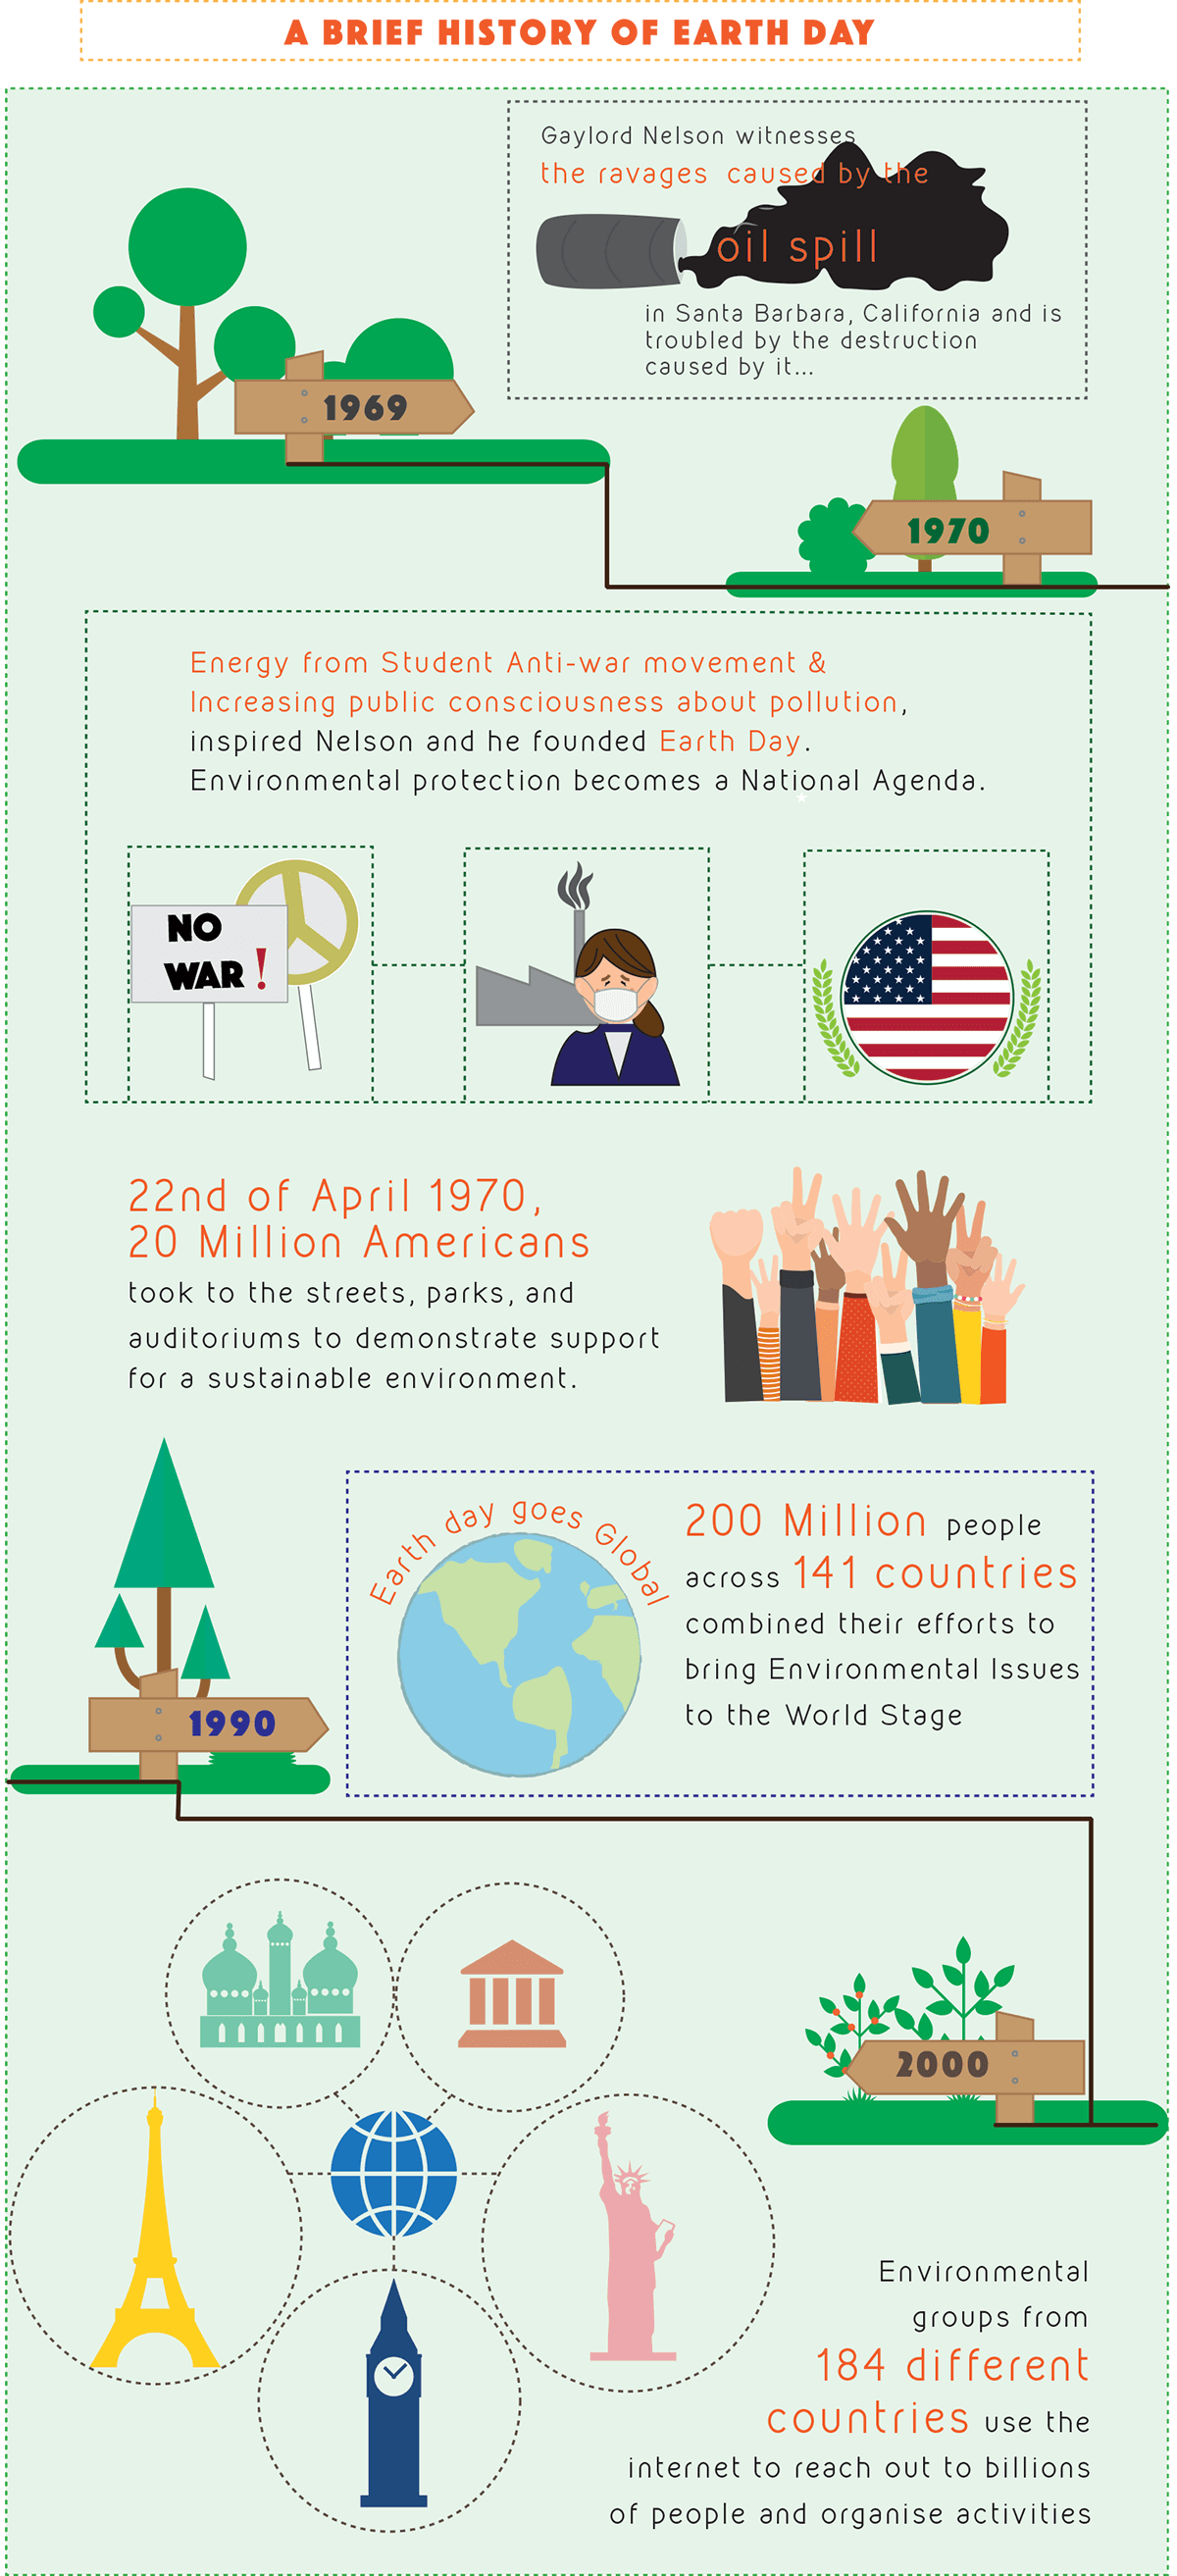 A BRIEF HISTORY OF EARTH DAY
Gaylord Nelson witnesses
the ravages caused by the
oil spill
in Santa Barbara, California and is
troubled by the destruction
caused by it...
1969
1970
Energy from Student Anti-war movement &
Increasing public consciousness about pollution,
inspired Nelson and he founded Earth Day.
Environmental protection becomes a National Agenda.
NO
WAR!
22nd of April 1970,
20 Million Americans
took to the streets, parks, and
auditoriums to demonstrate support
for a sustainable environment.
Earth day goes Global
200 Million people
across 141 countries
combined their efforts to
bring Environmental Issues
to the World Stage
1990
2000
Environmental
groups from
184 different
countries use the
internet to reach out to billions
of people and organise activities